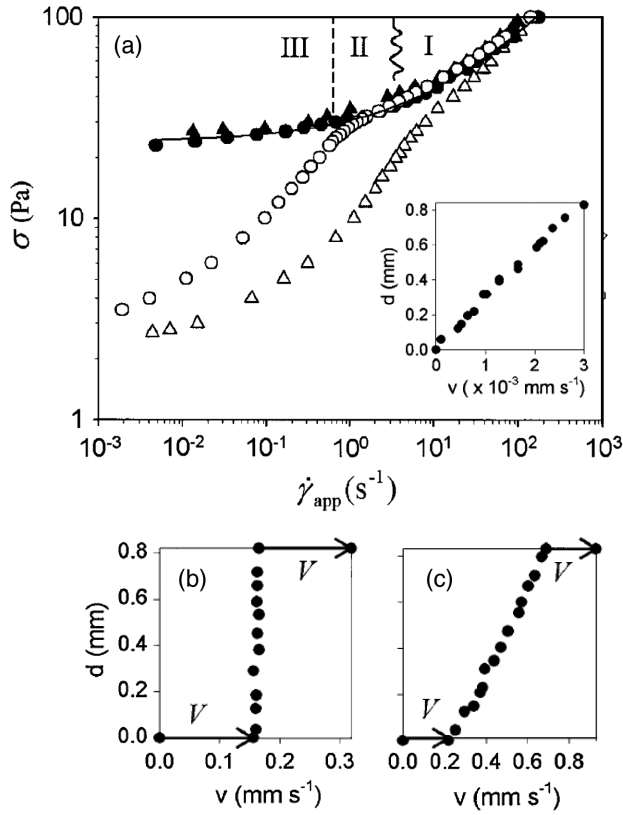 (a)
III II I
100
10
1
σ (Pa)
10⁻³ 10⁻² 10⁻¹ 10⁰ 10¹ 10² 10³
γ̇app (s⁻¹)
0.8
0.6
0.4
0.2
0.0
d (mm)
0 1 2 3
v ( x 10⁻³ mm s⁻¹)
(b)
0.8
0.6
0.4
0.2
0.0
d (mm)
V
V
0.0 0.1 0.2 0.3
v (mm s⁻¹)
(c)
V
V
0.0 0.2 0.4 0.6 0.8
v (mm s⁻¹)